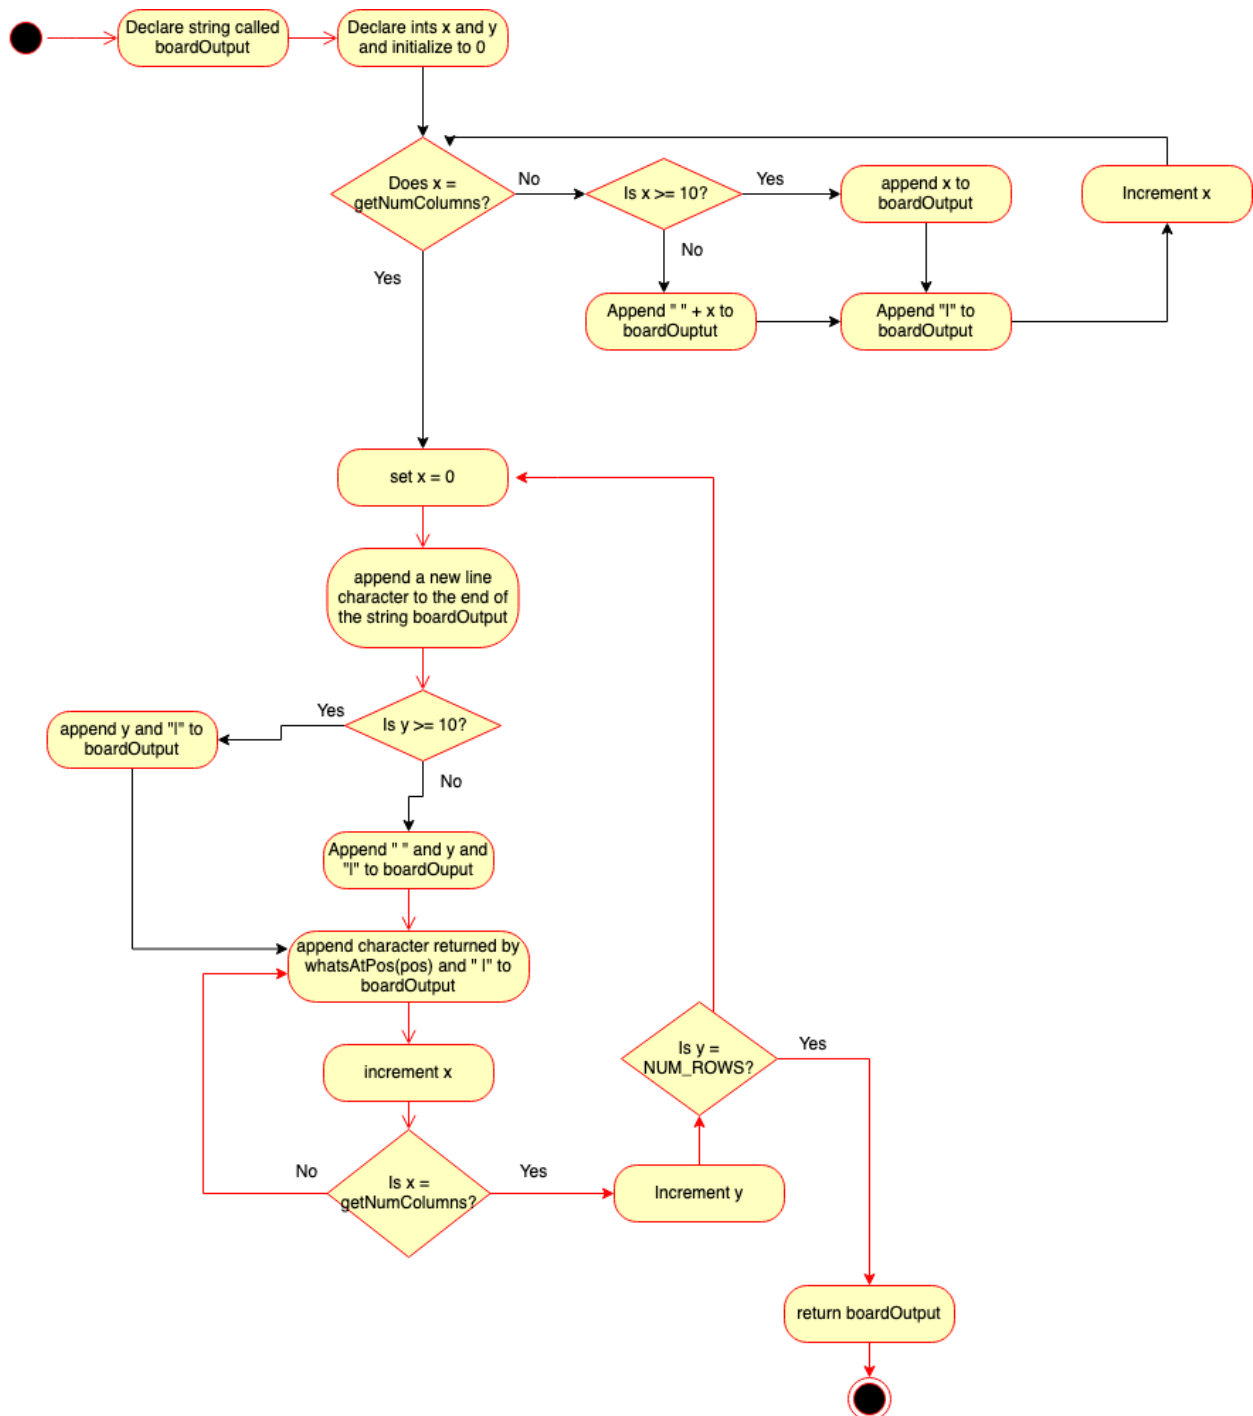 Declare string called
boardOutput
Declare ints x and y
and initialize to 0
Does x =
getNumColumns?
No
Is x >= 10?
Yes
append x to
boardOutput
Increment x
No
Yes
Append " " + x to
boardOuptut
Append "|" to
boardOutput
set x = 0
append a new line
character to the end of
the string boardOutput
Is y >= 10?
Yes
append y and "|" to
boardOutput
No
Append " " and y and
"|" to boardOuput
append character returned by
whatsAtPos(pos) and " |" to
boardOutput
increment x
Is x =
getNumColumns?
No
Yes
Increment y
Is y =
NUM_ROWS?
Yes
return boardOutput